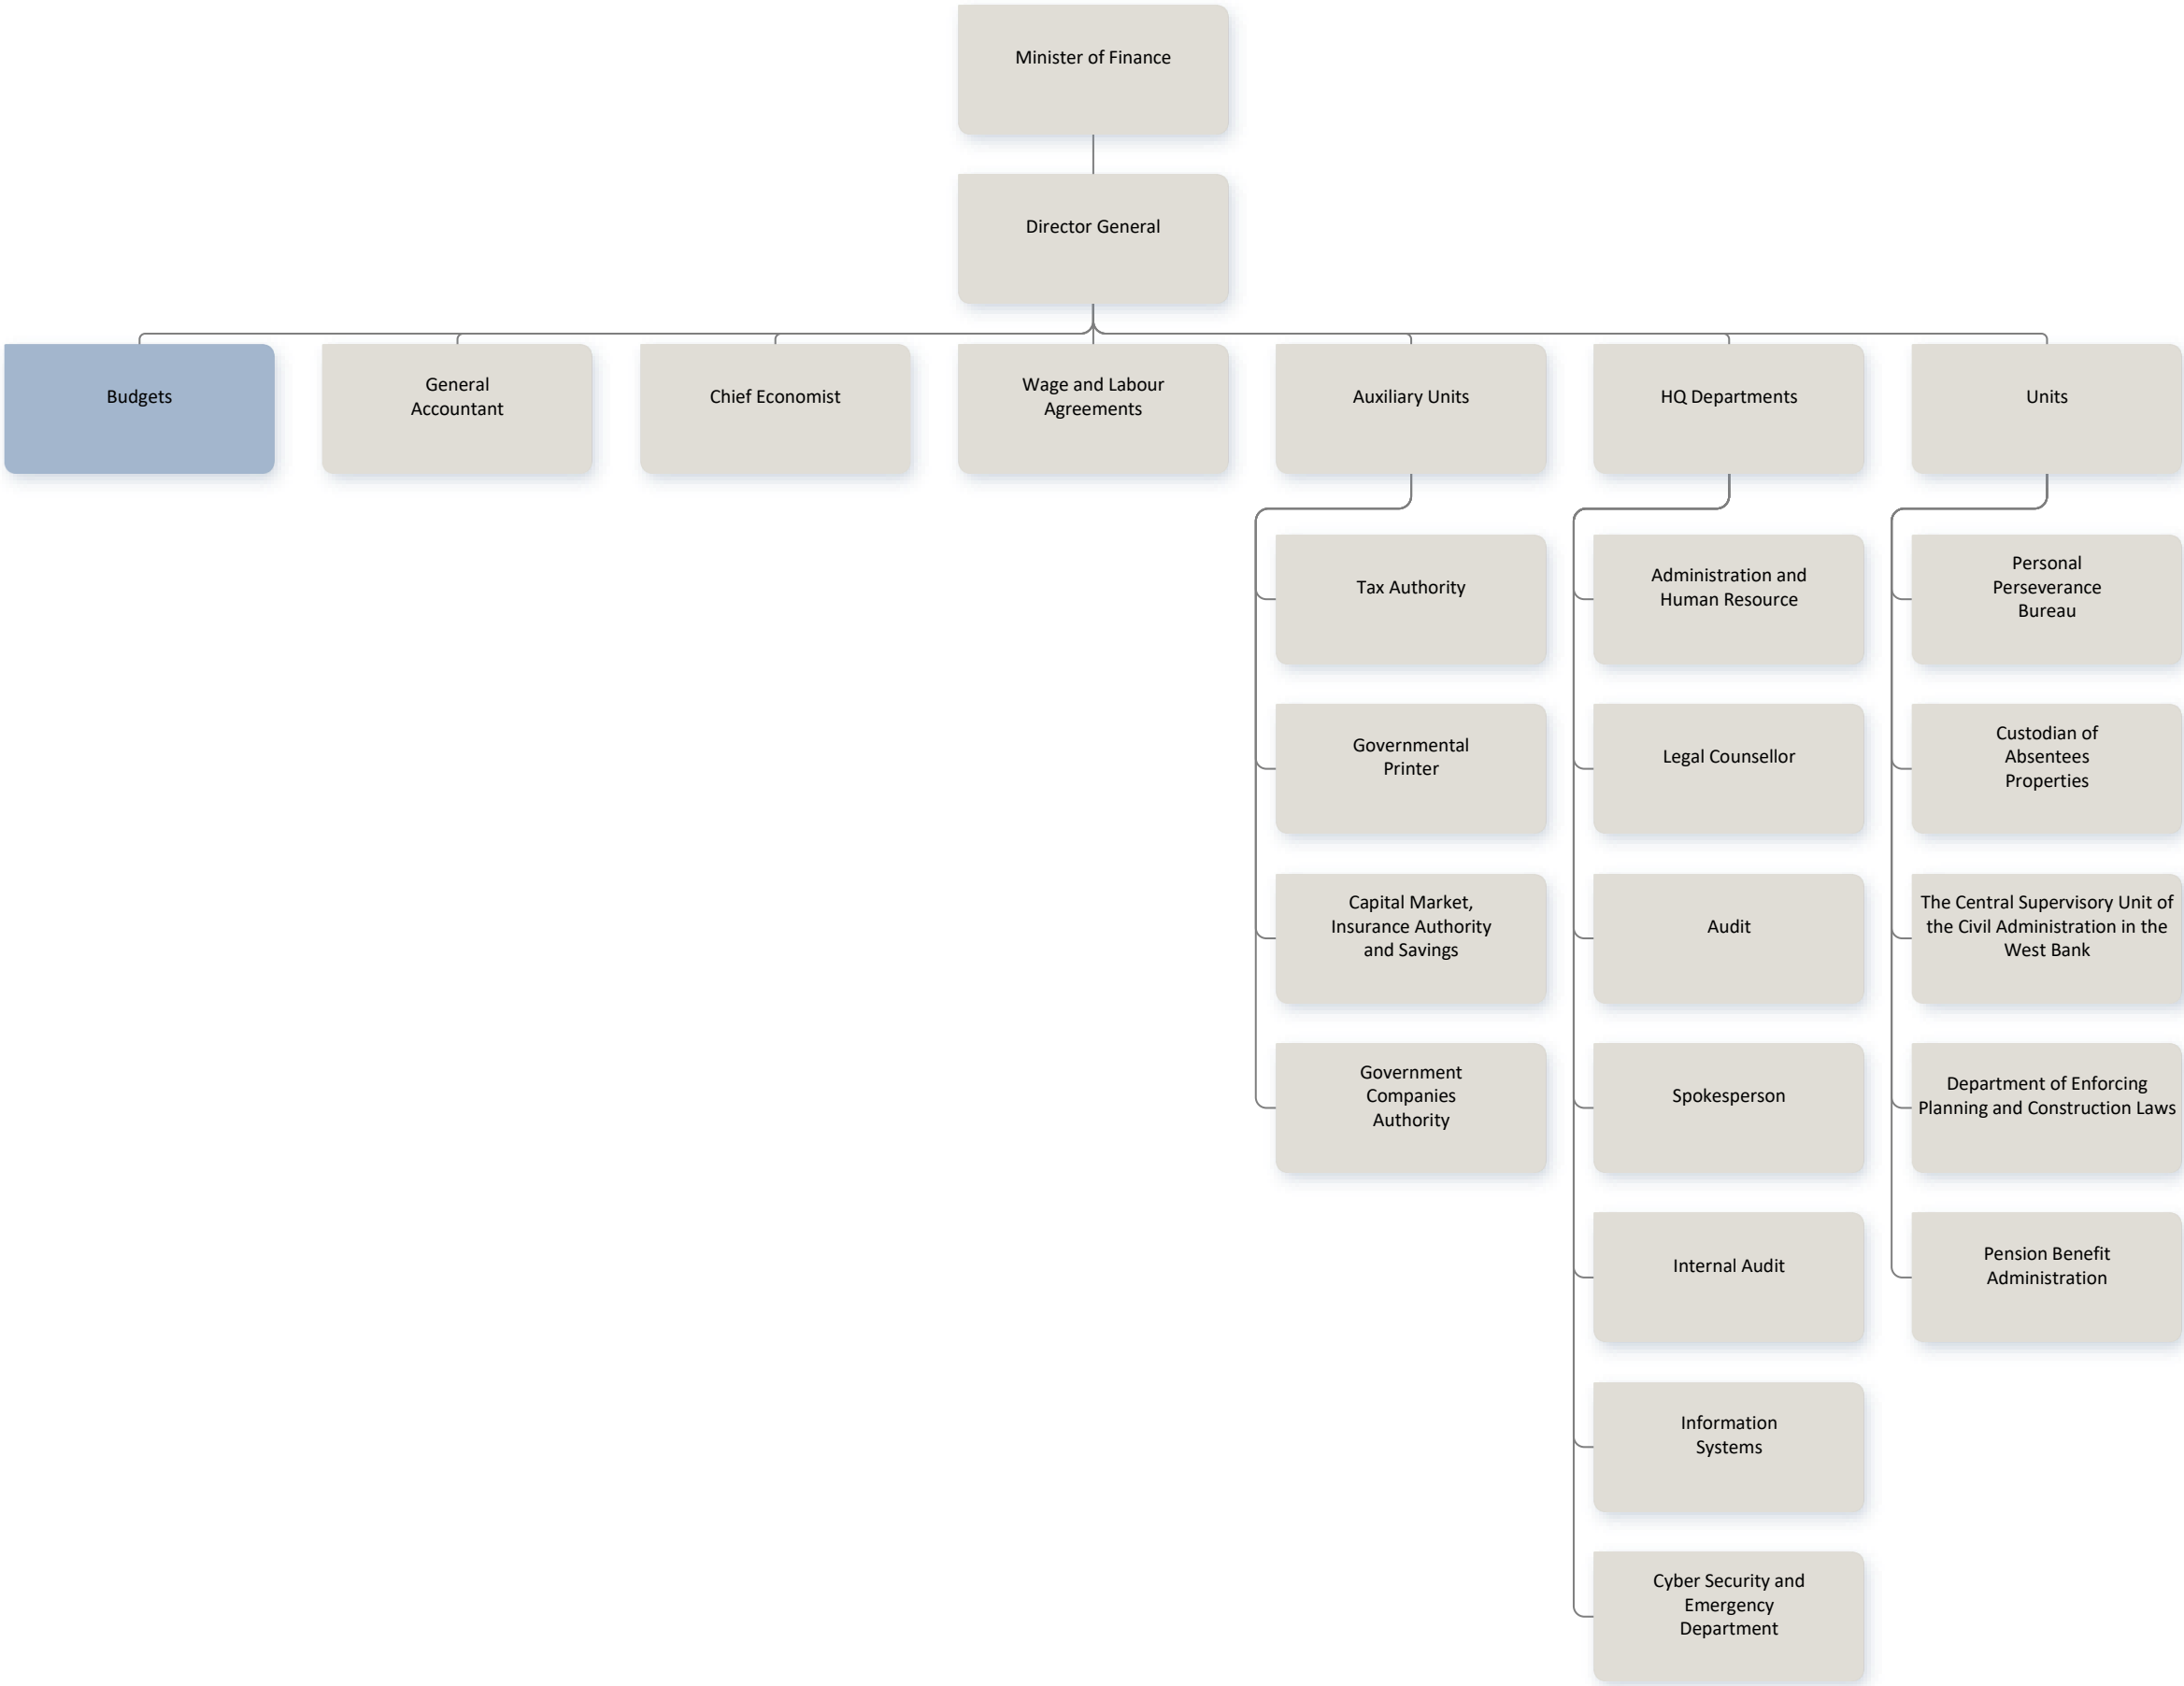 Minister of Finance
Director General
Budgets
General
Accountant
Chief Economist
Wage and Labour
Agreements
Auxiliary Units
HQ Departments
Units
Tax Authority
Governmental
Printer
Capital Market,
Insurance Authority
and Savings
Government
Companies
Authority
Administration and
Human Resource
Legal Counsellor
Audit
Spokesperson
Internal Audit
Information
Systems
Cyber Security and
Emergency
Department
Personal
Perseverance
Bureau
Custodian of
Absentees
Properties
The Central Supervisory Unit of
the Civil Administration in the
West Bank
Department of Enforcing
Planning and Construction Laws
Pension Benefit
Administration